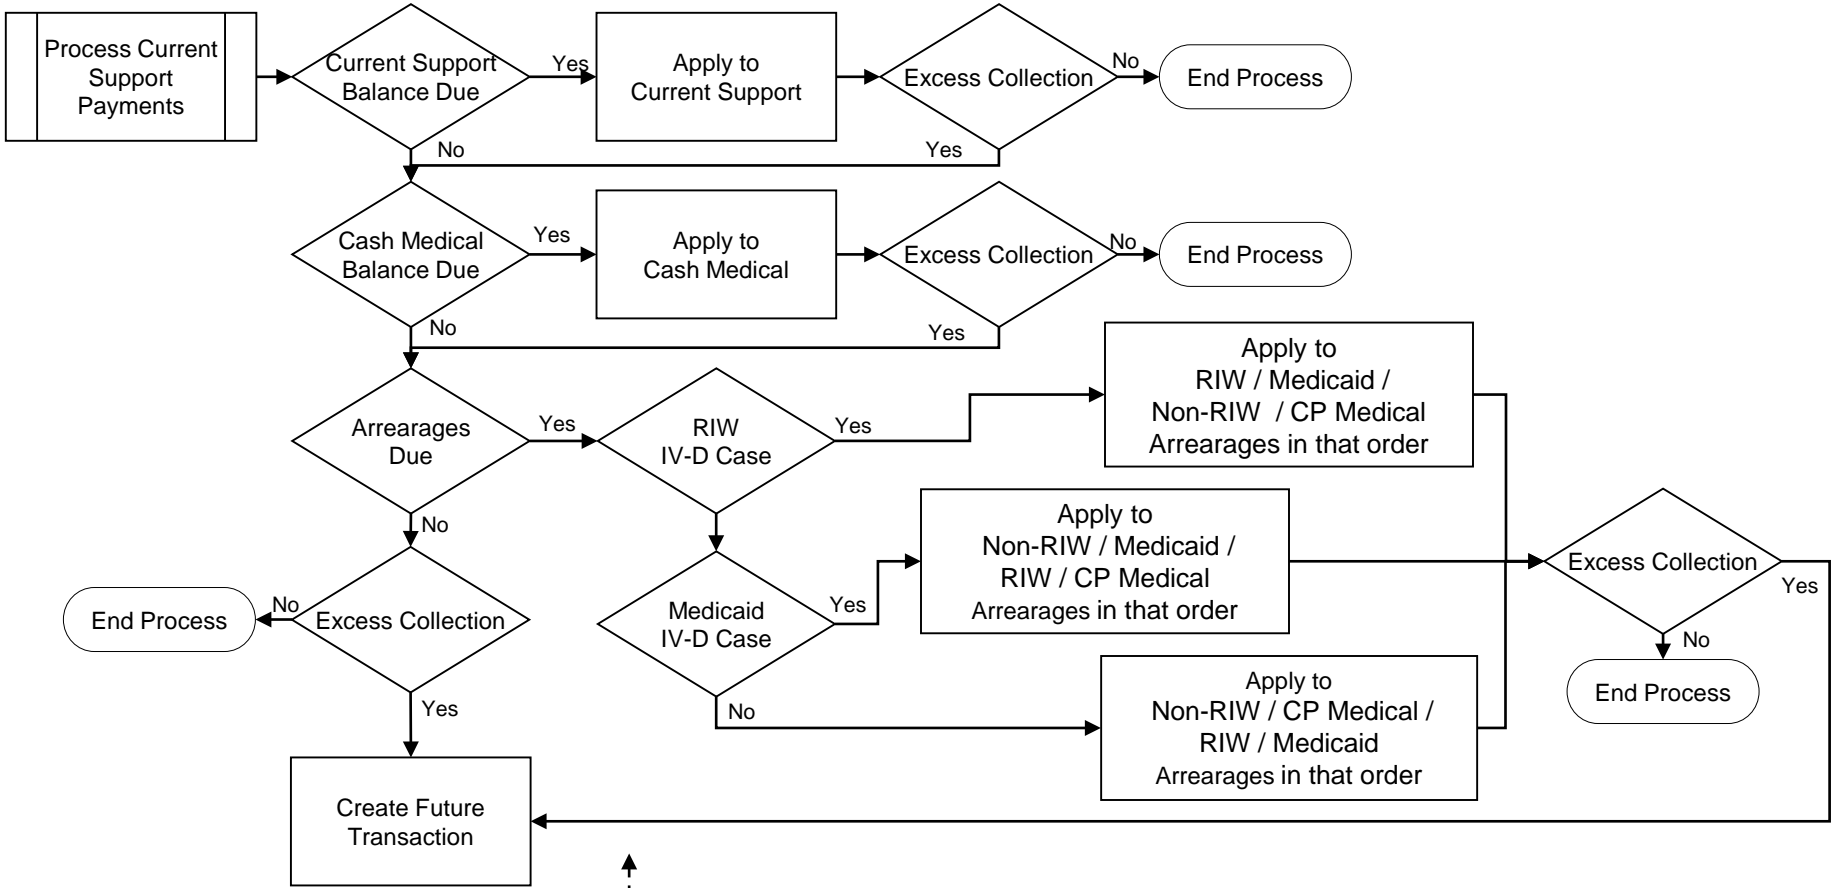 Process Current
Support
Payments
Current Support
Balance Due
Yes
Apply to
Current Support
Excess Collection
No
End Process
No
Yes
Cash Medical
Balance Due
Yes
Apply to
Cash Medical
Excess Collection
No
End Process
No
Yes
Arrearages
Due
Yes
RIW
IV-D Case
Yes
Apply to
RIW / Medicaid /
Non-RIW / CP Medical
Arrearages in that order
No
Medicaid
IV-D Case
Yes
Apply to
Non-RIW / Medicaid /
RIW / CP Medical
Arrearages in that order
Excess Collection
Yes
No
End Process
End Process
No
Excess Collection
Yes
No
Apply to
Non-RIW / CP Medical /
RIW / Medicaid
Arrearages in that order
Create Future
Transaction